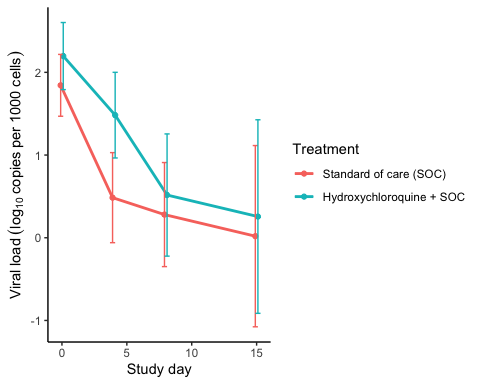 Viral load (log10 copies per 1000 cells)
2
1
0
-1
0 5 10 15
Study day
Treatment
Standard of care (SOC)
Hydroxychloroquine + SOC